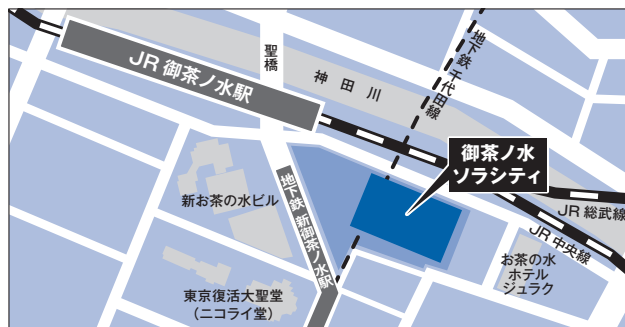 JR 御茶ノ水駅
聖橋
神田川
地下鉄 千代田線
御茶ノ水
ソラシティ
新お茶の水ビル
地下鉄 新御茶ノ水駅
JR 総武線
JR 中央線
お茶の水
ホテル
ジュラク
東京復活大聖堂
（ニコライ堂）